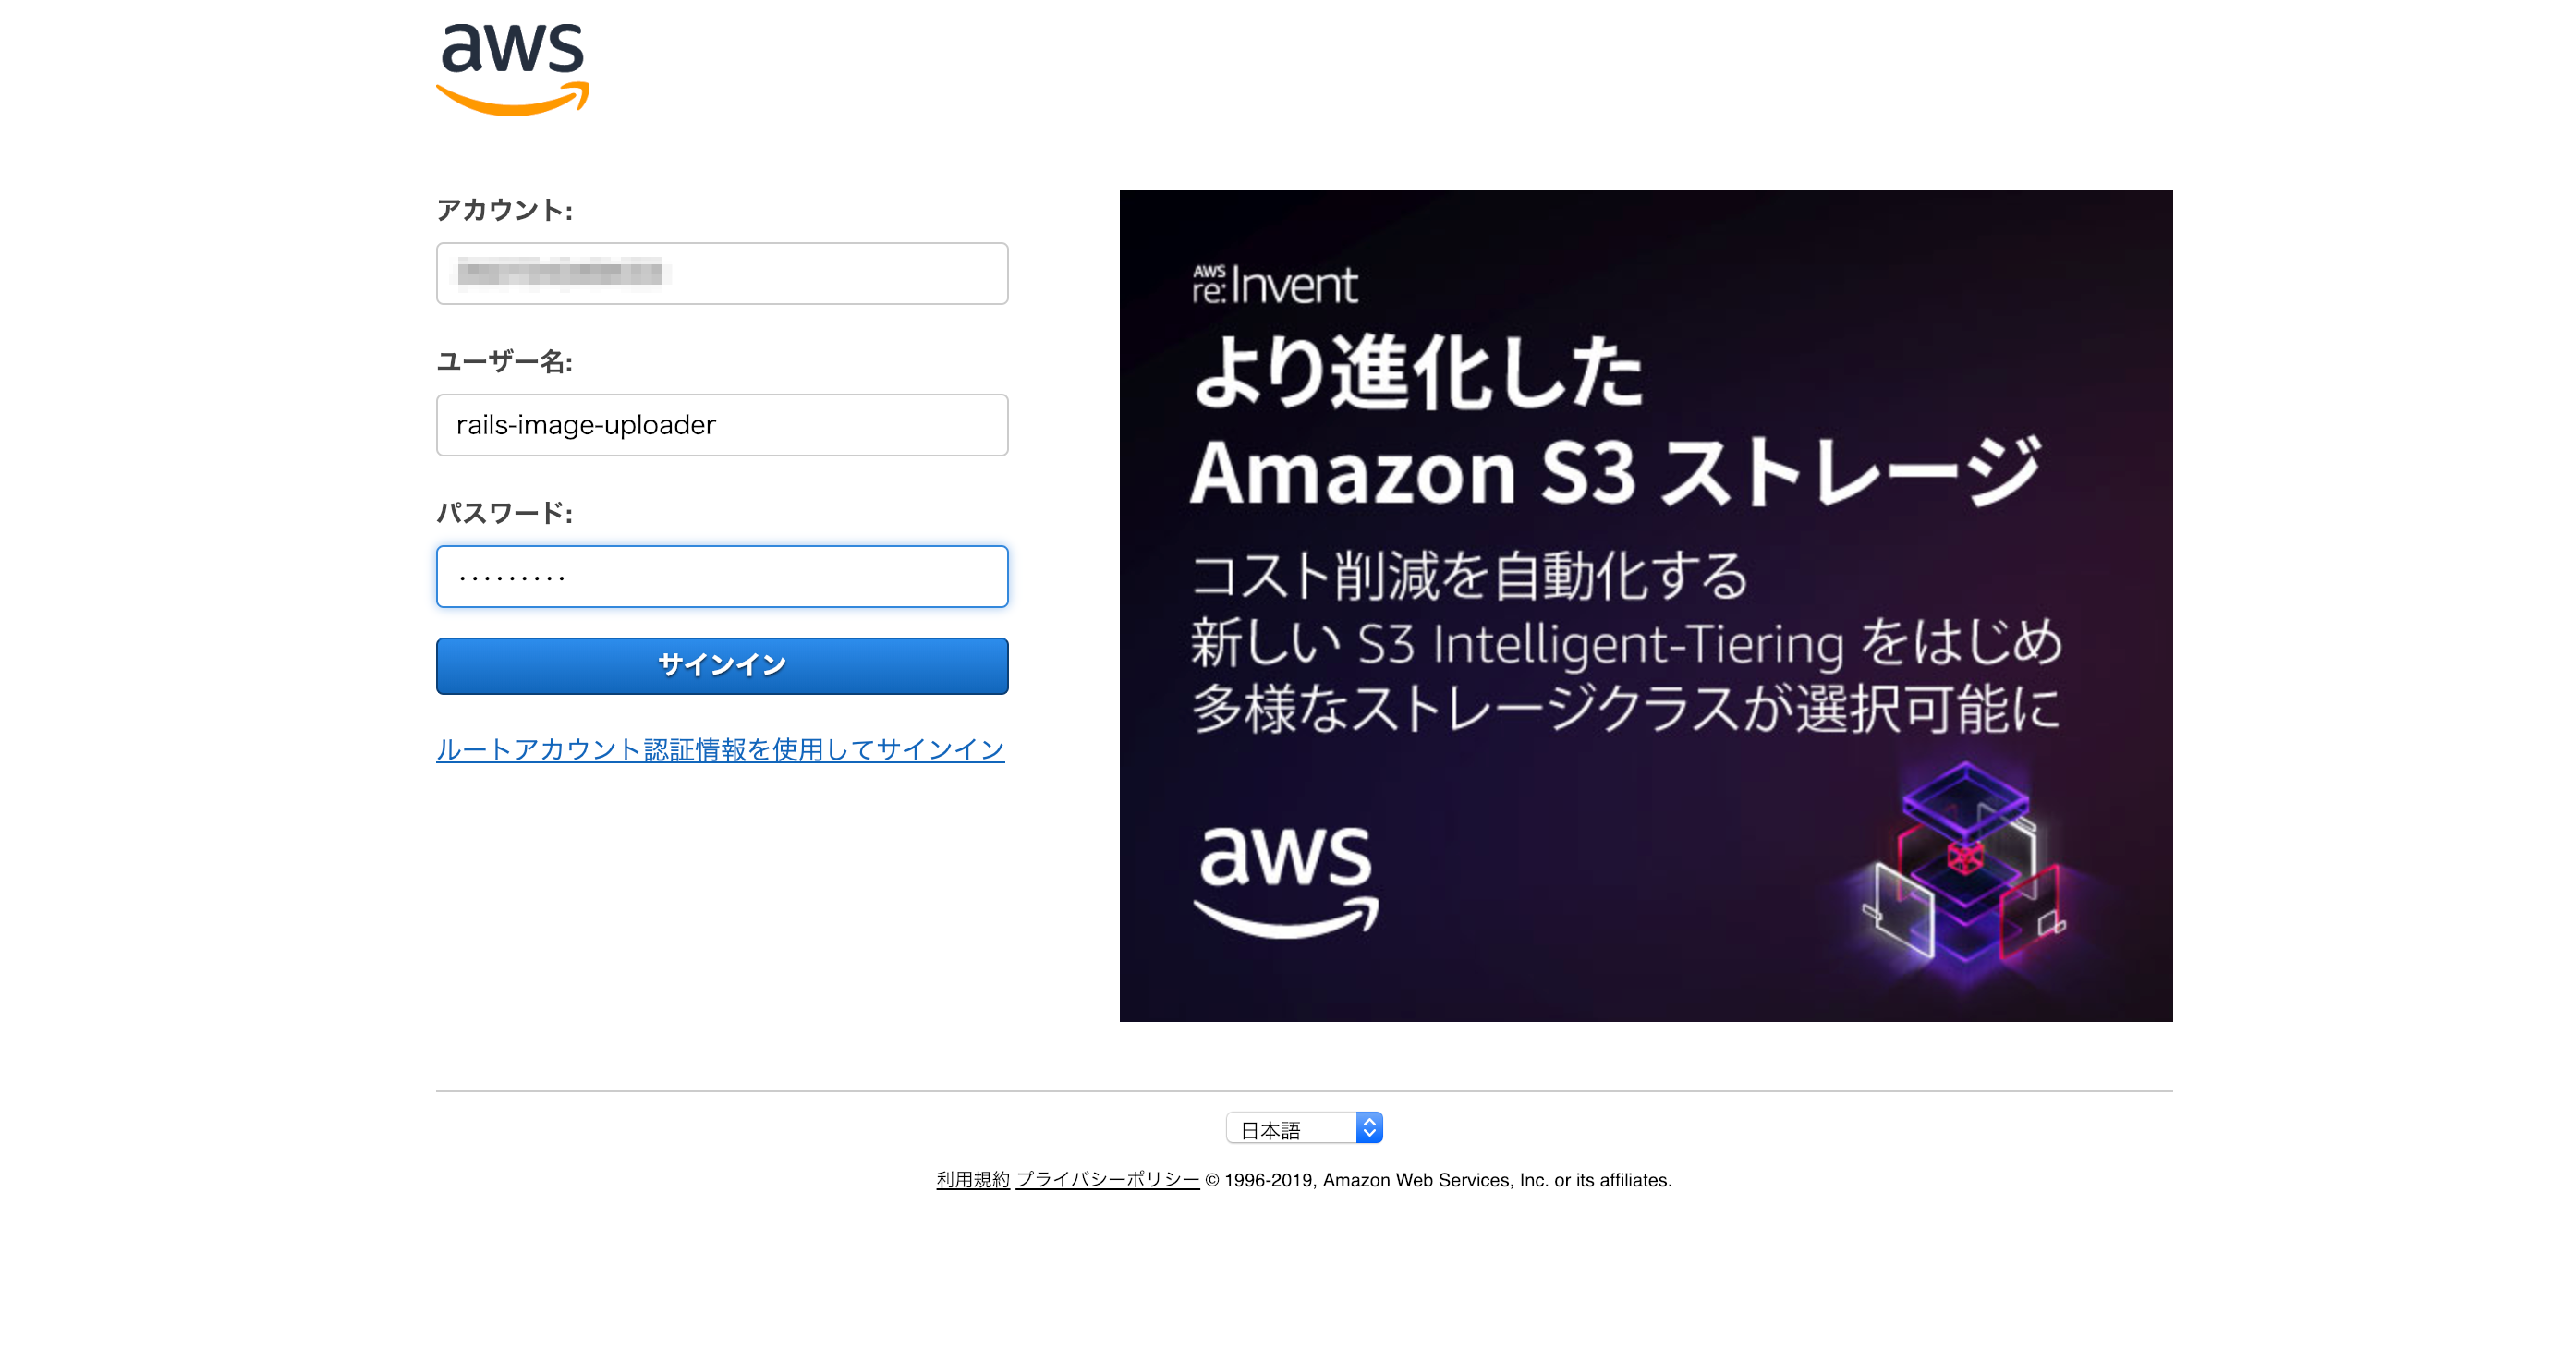 aws
アカウント:
ユーザー名:
rails-image-uploader
パスワード:
サインイン
ルートアカウント認証情報を使用してサインイン
AWS
re:Invent
より進化した
Amazon S3 ストレージ
コスト削減を自動化する
新しい S3 Intelligent-Tiering をはじめ
多様なストレージクラスが選択可能に
aws
日本語
利用規約 プライバシーポリシー © 1996-2019, Amazon Web Services, Inc. or its affiliates.